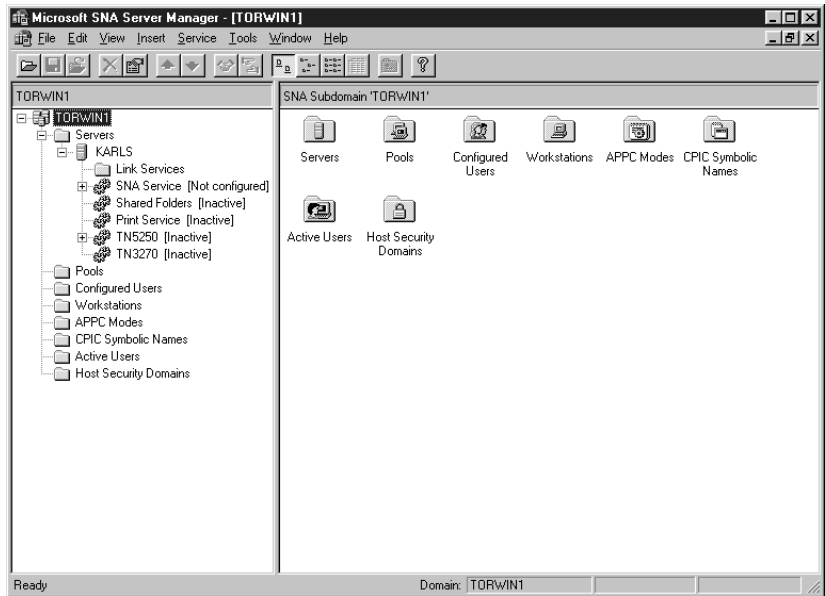 Microsoft SNA Server Manager - [TORWIN1]
File Edit View Insert Service Tools Window Help
TORWIN1
SNA Subdomain 'TORWIN1'
TORWIN1
Servers
KARLS
Link Services
SNA Service [Not configured]
Shared Folders [Inactive]
Print Service [Inactive]
TN5250 [Inactive]
TN3270 [Inactive]
Pools
Configured Users
Workstations
APPC Modes
CPIC Symbolic Names
Active Users
Host Security Domains
Servers
Pools
Configured
Users
Workstations
APPC Modes
CPIC Symbolic
Names
Active Users
Host Security
Domains
Ready
Domain: TORWIN1